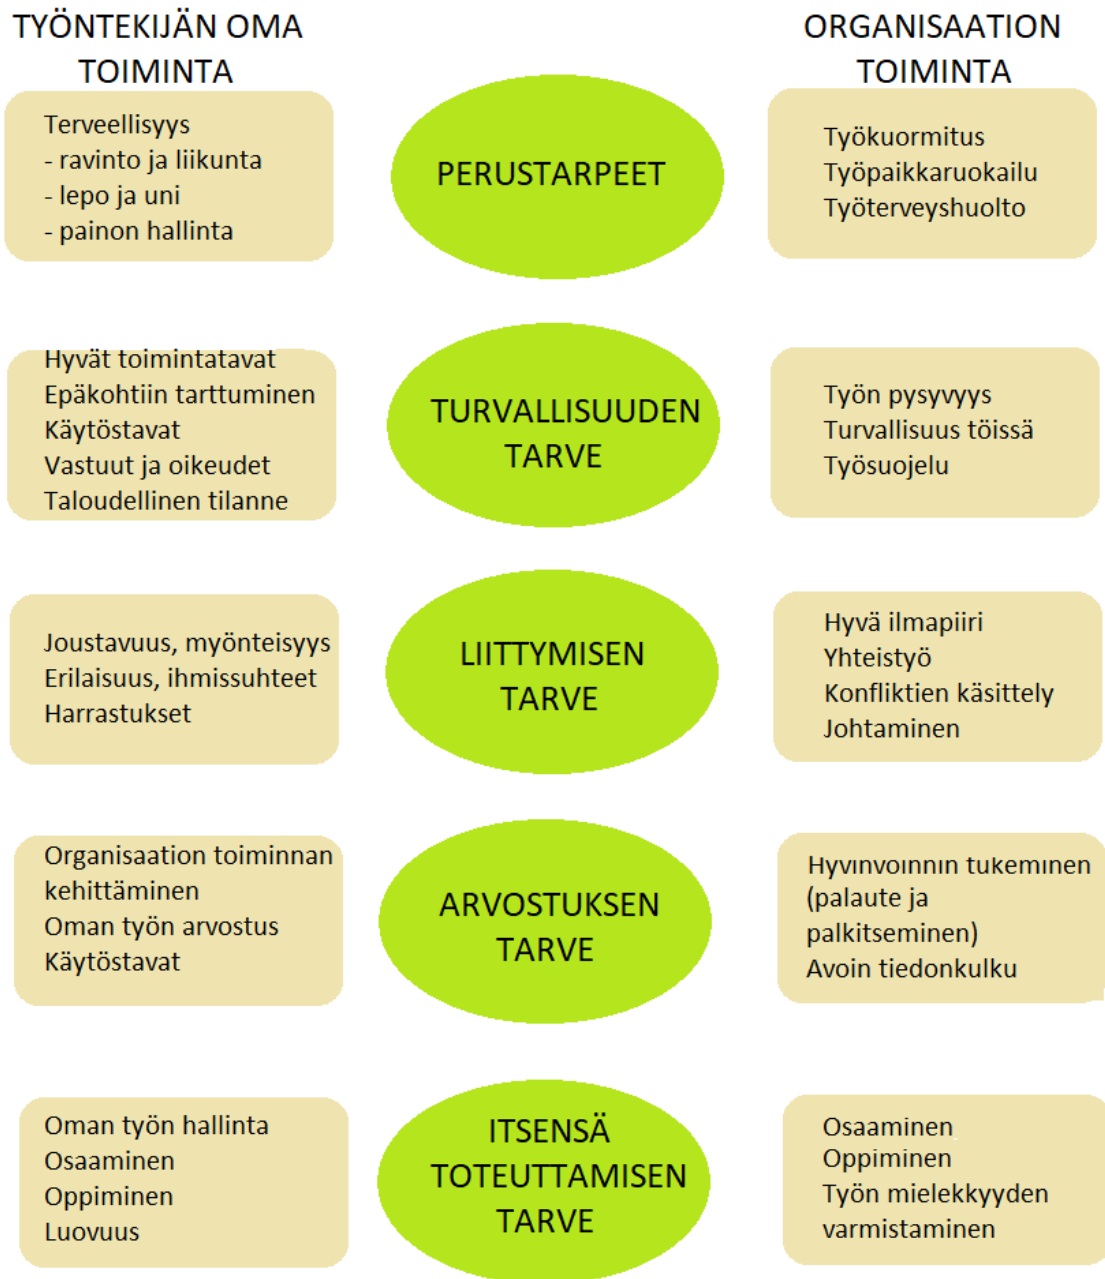 TYÖNTEKIJÄN OMA
TOIMINTA
ORGANISAATION
TOIMINTA
Terveellisyys
- ravinto ja liikunta
- lepo ja uni
- painon hallinta
PERUSTARPEET
Työkuormitus
Työpaikkaruokailu
Työterveyshuolto
Hyvät toimintatavat
Epäkohtiin tarttuminen
Käytöstavat
Vastuut ja oikeudet
Taloudellinen tilanne
TURVALLISUUDEN
TARVE
Työn pysyvyys
Turvallisuus töissä
Työsuojelu
Joustavuus, myönteisyys
Erilaisuus, ihmissuhteet
Harrastukset
LIITTYMISEN
TARVE
Hyvä ilmapiiri
Yhteistyö
Konfliktien käsittely
Johtaminen
Organisaation toiminnan
kehittäminen
Oman työn arvostus
Käytöstavat
ARVOSTUKSEN
TARVE
Hyvinvoinnin tukeminen
(palaute ja
palkitseminen)
Avoin tiedonkulku
Oman työn hallinta
Osaaminen
Oppiminen
Luovuus
ITSENSÄ
TOTEUTTAMISEN
TARVE
Osaaminen
Oppiminen
Työn mielekkyyden
varmistaminen